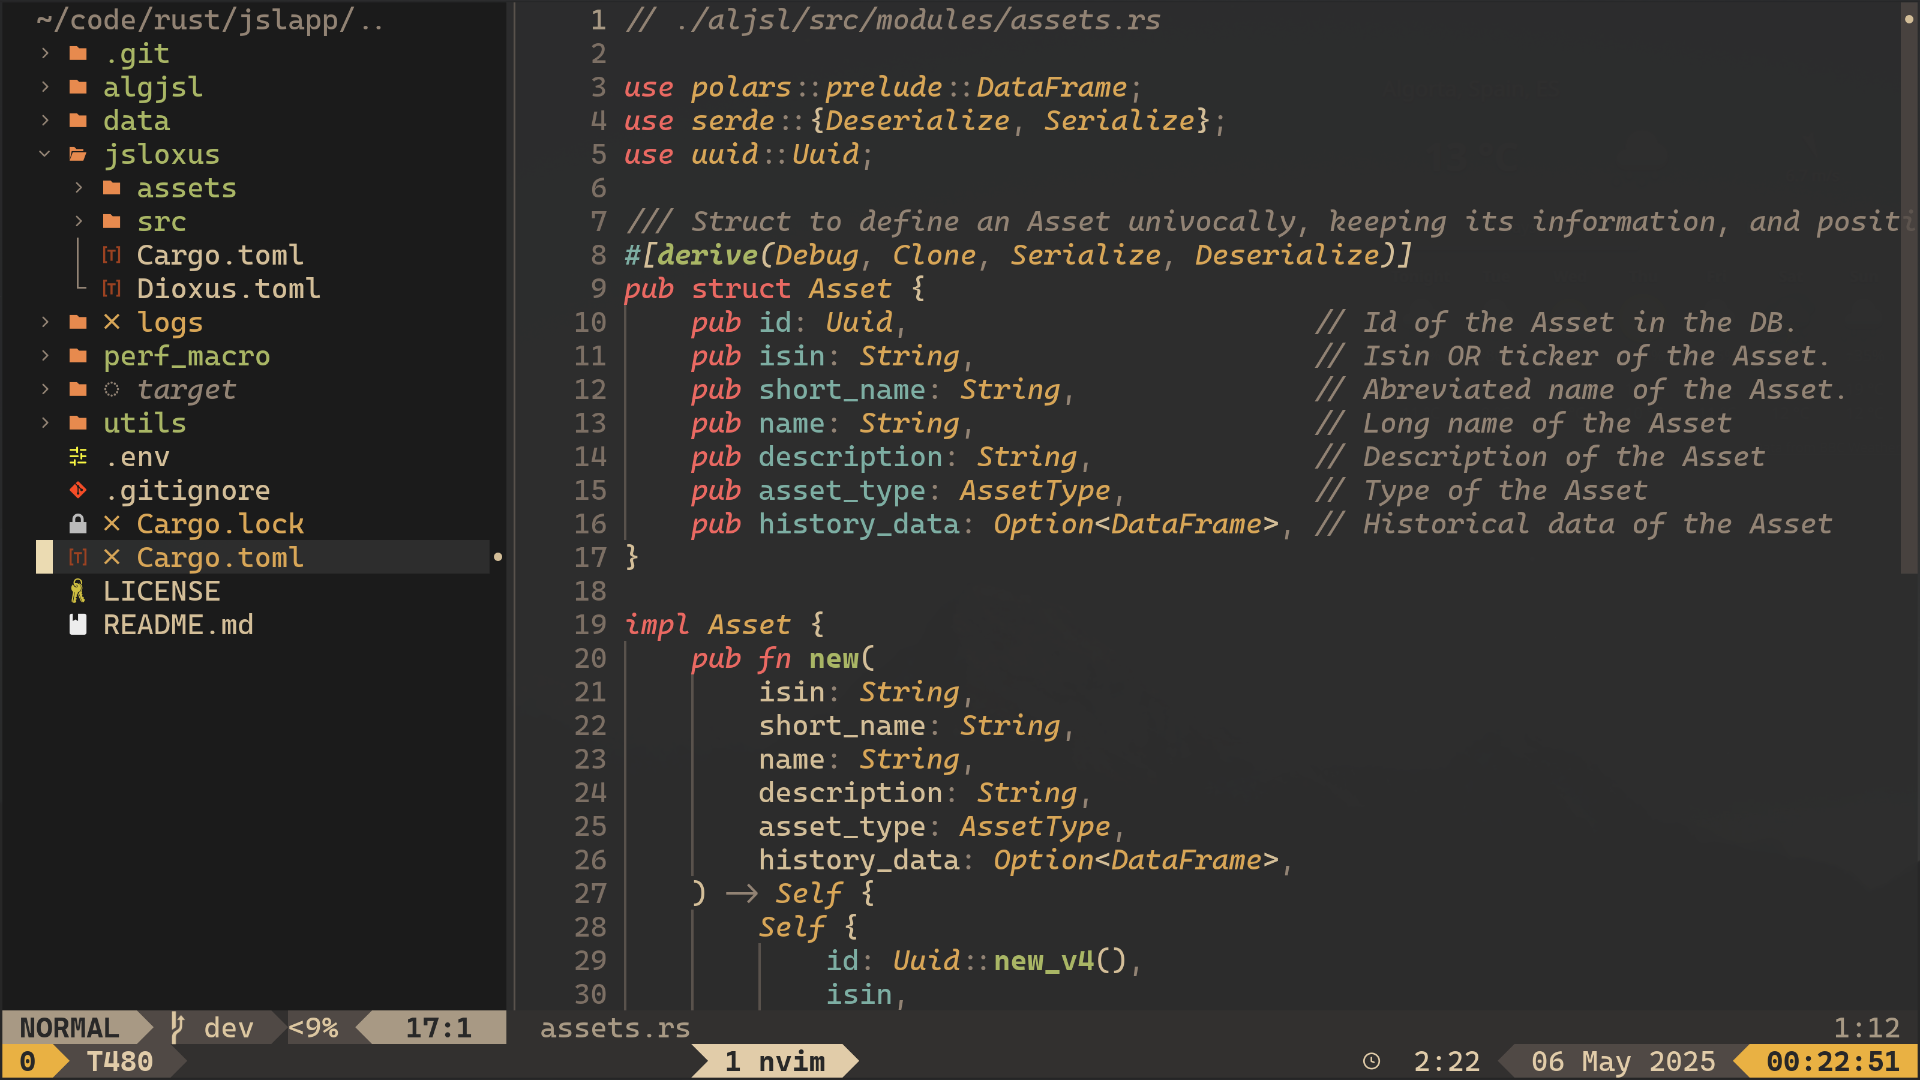 ~/code/rust/jslapp/..
.git
algjsl
data
jsloxus
assets
src
[T] Cargo.toml
[T] Dioxus.toml
logs
perf_macro
target
utils
.env
.gitignore
Cargo.lock
[T] Cargo.toml
LICENSE
README.md
1 // ./aljsl/src/modules/assets.rs
2
3 use polars::prelude::DataFrame;
4 use serde::{Deserialize, Serialize};
5 use uuid::Uuid;
6
7 /// Struct to define an Asset univocally, keeping its information, and positi
8 #[derive(Debug, Clone, Serialize, Deserialize)]
9 pub struct Asset {
10 pub id: Uuid, // Id of the Asset in the DB.
11 pub isin: String, // Isin OR ticker of the Asset.
12 pub short_name: String, // Abreviated name of the Asset.
13 pub name: String, // Long name of the Asset
14 pub description: String, // Description of the Asset
15 pub asset_type: AssetType, // Type of the Asset
16 pub history_data: Option<DataFrame>, // Historical data of the Asset
17 }
18
19 impl Asset {
20 pub fn new(
21 isin: String,
22 short_name: String,
23 name: String,
24 description: String,
25 asset_type: AssetType,
26 history_data: Option<DataFrame>,
27 ) -> Self {
28 Self {
29 id: Uuid::new_v4(),
30 isin,
NORMAL dev <9% 17:1 assets.rs 1:12
0 T480 1 nvim 2:22 06 May 2025 00:22:51